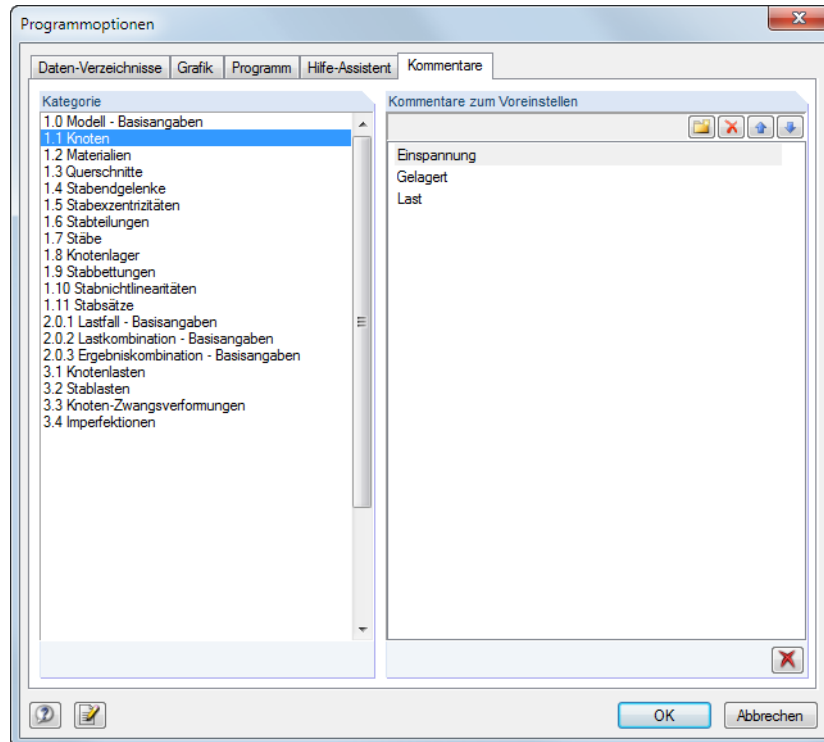 Programmoptionen
Daten-Verzeichnisse
Grafik
Programm
Hilfe-Assistent
Kommentare
Kategorie
1.0 Modell - Basisangaben
1.1 Knoten
1.2 Materialien
1.3 Querschnitte
1.4 Stabendgelenke
1.5 Stabexzentrizitäten
1.6 Stabteilungen
1.7 Stäbe
1.8 Knotenlager
1.9 Stabbettungen
1.10 Stabnichtlinearitäten
1.11 Stabsätze
2.0.1 Lastfall - Basisangaben
2.0.2 Lastkombination - Basisangaben
2.0.3 Ergebniskombination - Basisangaben
3.1 Knotenlasten
3.2 Stablasten
3.3 Knoten-Zwangsverformungen
3.4 Imperfektionen
Kommentare zum Voreinstellen
Einspannung
Gelagert
Last
OK
Abbrechen